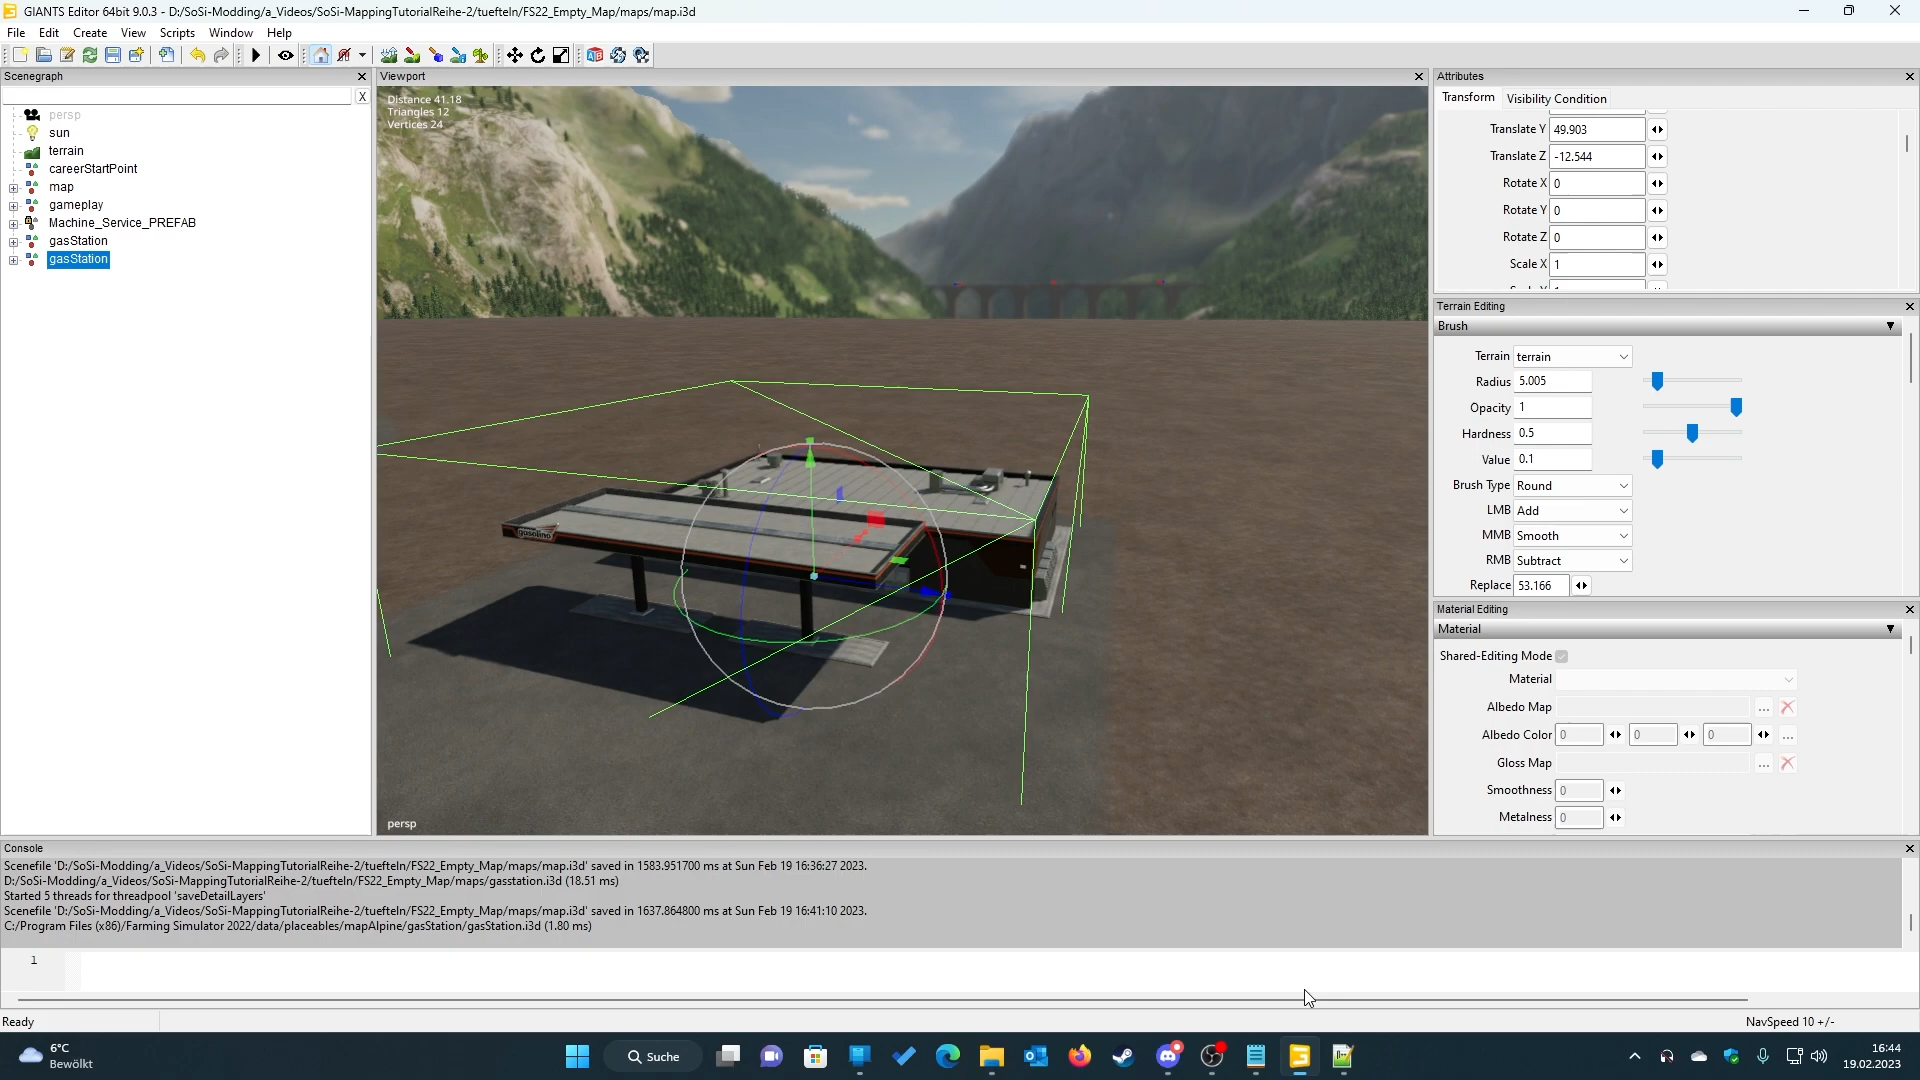 GIANTS Editor 64bit 9.0.3 - D:/SoSi-Modding/a_Videos/SoSi-MappingTutorialReihe-2/tuefteln/FS22_Empty_Map/maps/map.i3d
File Edit Create View Scripts Window Help
Scenegraph
X
persp
sun
terrain
careerStartPoint
map
gameplay
Machine_Service_PREFAB
gasStation
gasStation
Viewport
Distance 41.18
Triangles 12
Vertices 24
gasolino
persp
Attributes
Transform Visibility Condition
Translate Y 49.903
Translate Z -12.544
Rotate X 0
Rotate Y 0
Rotate Z 0
Scale X 1
Terrain Editing
Brush
Terrain terrain
Radius 5.005
Opacity 1
Hardness 0.5
Value 0.1
Brush Type Round
LMB Add
MMB Smooth
RMB Subtract
Replace 53.166
Material Editing
Material
Shared-Editing Mode
Material
Albedo Map ...
Albedo Color 0 0 0 ...
Gloss Map ...
Smoothness 0
Metalness 0
Console
Scenefile 'D:/SoSi-Modding/a_Videos/SoSi-MappingTutorialReihe-2/tuefteln/FS22_Empty_Map/maps/map.i3d' saved in 1583.951700 ms at Sun Feb 19 16:36:27 2023.
D:/SoSi-Modding/a_Videos/SoSi-MappingTutorialReihe-2/tuefteln/FS22_Empty_Map/maps/gasstation.i3d (18.51 ms)
Started 5 threads for threadpool 'saveDetailLayers'
Scenefile 'D:/SoSi-Modding/a_Videos/SoSi-MappingTutorialReihe-2/tuefteln/FS22_Empty_Map/maps/map.i3d' saved in 1637.864800 ms at Sun Feb 19 16:41:10 2023.
C:/Program Files (x86)/Farming Simulator 2022/data/placeables/mapAlpine/gasStation/gasStation.i3d (1.80 ms)
1
Ready
NavSpeed 10 +/-
6°C
Bewölkt
Suche
16:44
19.02.2023